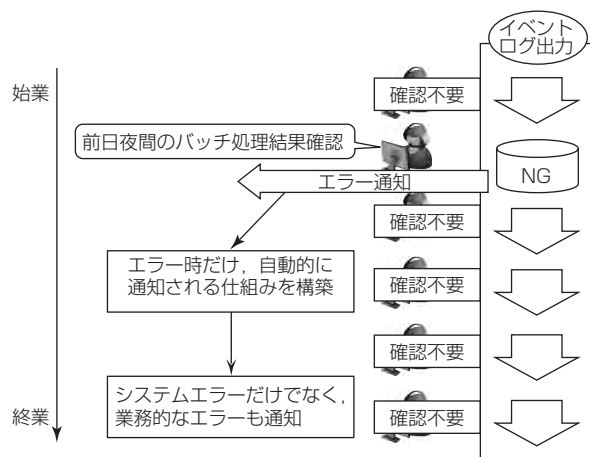 イベント
ログ出力
始業
確認不要
前日夜間のバッチ処理結果確認
エラー通知
NG
確認不要
エラー時だけ，自動的に
通知される仕組みを構築
確認不要
確認不要
システムエラーだけでなく，
業務的なエラーも通知
確認不要
終業